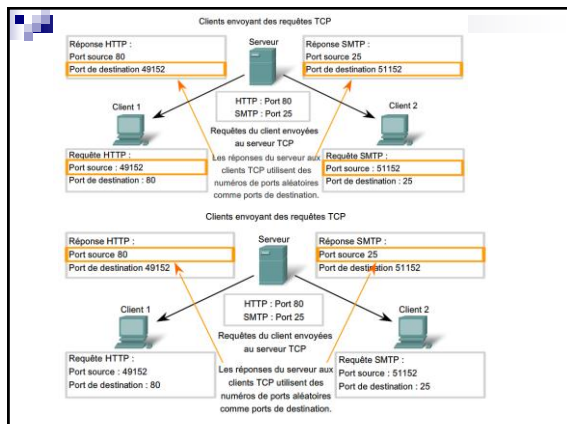 Clients envoyant des requêtes TCP
Réponse HTTP :
Port source 80
Port de destination 49152
Serveur
Réponse SMTP :
Port source 25
Port de destination 51152
Client 1
HTTP : Port 80
SMTP : Port 25
Client 2
Requêtes du client envoyées
au serveur TCP
Les réponses du serveur aux
clients TCP utilisent des
numéros de ports aléatoires
comme ports de destination.
Requête HTTP :
Port source : 49152
Port de destination : 80
Requête SMTP :
Port source : 51152
Port de destination : 25
Clients envoyant des requêtes TCP
Réponse HTTP :
Port source 80
Port de destination 49152
Serveur
Réponse SMTP :
Port source 25
Port de destination 51152
Client 1
HTTP : Port 80
SMTP : Port 25
Client 2
Requêtes du client envoyées
au serveur TCP
Les réponses du serveur aux
clients TCP utilisent des
numéros de ports aléatoires
comme ports de destination.
Requête HTTP :
Port source : 49152
Port de destination : 80
Requête SMTP :
Port source : 51152
Port de destination : 25